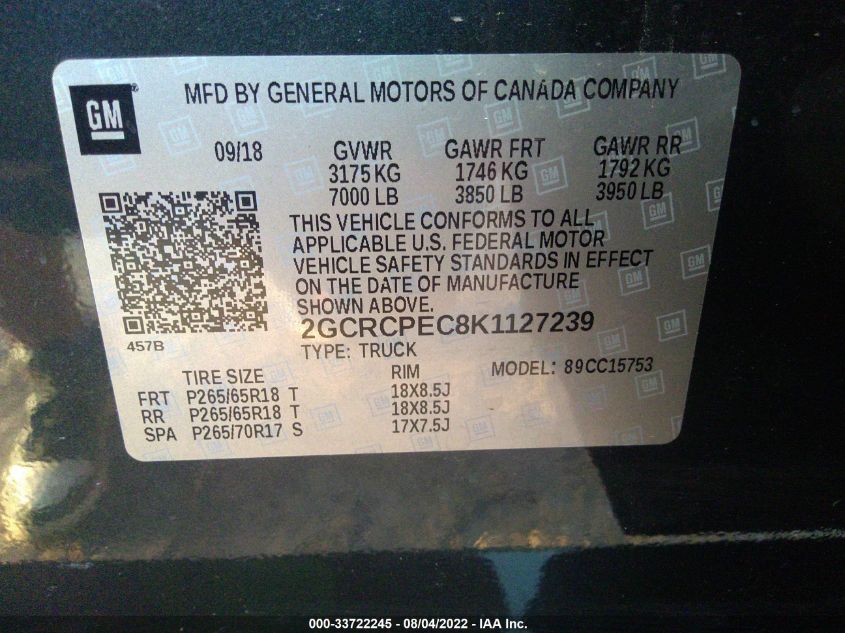 GM
MFD BY GENERAL MOTORS OF CANADA COMPANY
09/18 GVWR GAWR FRT GAWR RR
3175 KG 1746 KG 1792 KG
7000 LB 3850 LB 3950 LB
THIS VEHICLE CONFORMS TO ALL
APPLICABLE U.S. FEDERAL MOTOR
VEHICLE SAFETY STANDARDS IN EFFECT
ON THE DATE OF MANUFACTURE
SHOWN ABOVE.
2GCRCPEC8K1127239
457B
TYPE: TRUCK MODEL: 89CC15753
TIRE SIZE RIM
FRT P265/65R18 T 18X8.5J
RR P265/65R18 T 18X8.5J
SPA P265/70R17 S 17X7.5J
000-33722245 - 08/04/2022 - IAA Inc.